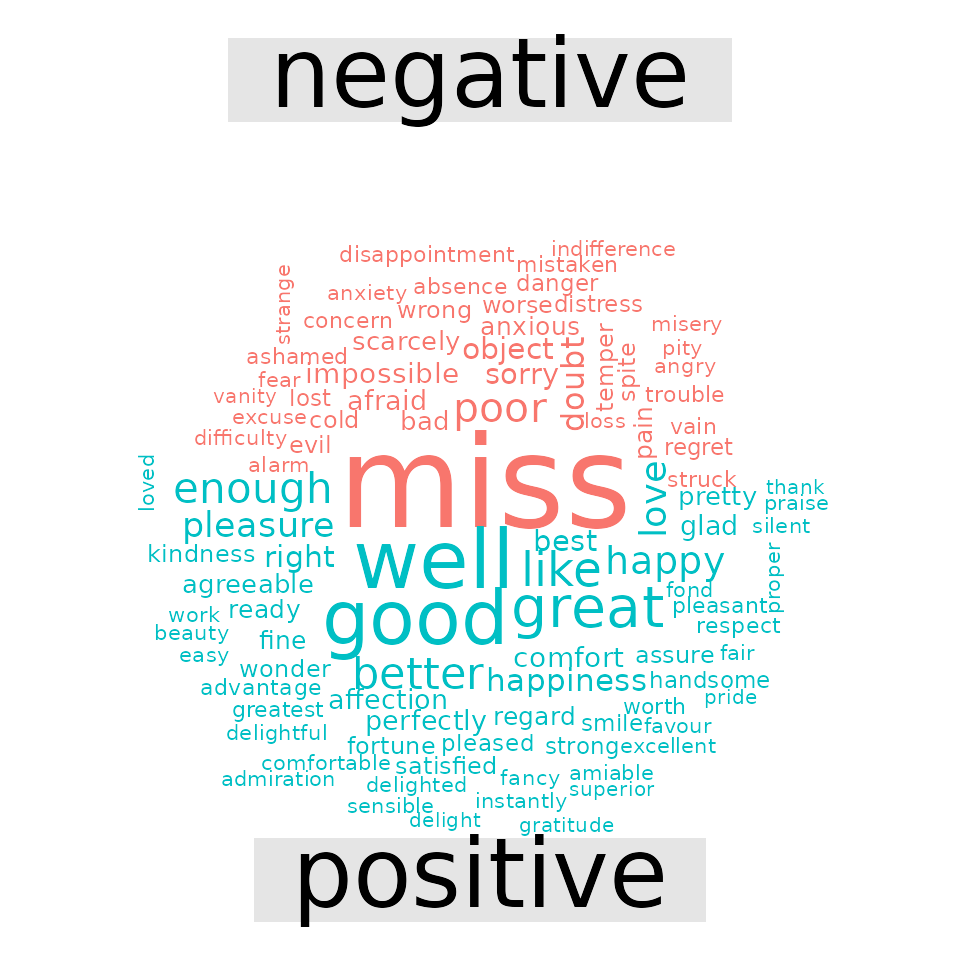 negative
disappointment
indifference
mistaken
strange
anxiety
absence
danger
concern
wrong
worse
distress
scarcely
anxious
misery
ashamed
object
doubt
temper
spite
pity
fear
impossible
sorry
angry
vanity
lost
afraid
poor
trouble
excuse
cold
bad
loss
pain
vain
difficulty
evil
regret
alarm
miss
struck
loved
enough
love
pretty
thank
praise
pleasure
glad
silent
kindness
right
well
best
like
happy
proper
agreeable
fond
work
ready
good
great
pleasant
beauty
fine
respect
easy
wonder
better
comfort
assure
fair
advantage
affection
happiness
handsome
greatest
perfectly
regard
worth
pride
delightful
smile
favour
fortune
pleased
strong
excellent
comfortable
satisfied
admiration
delighted
fancy
amiable
superior
sensible
instantly
delight
gratitude
positive